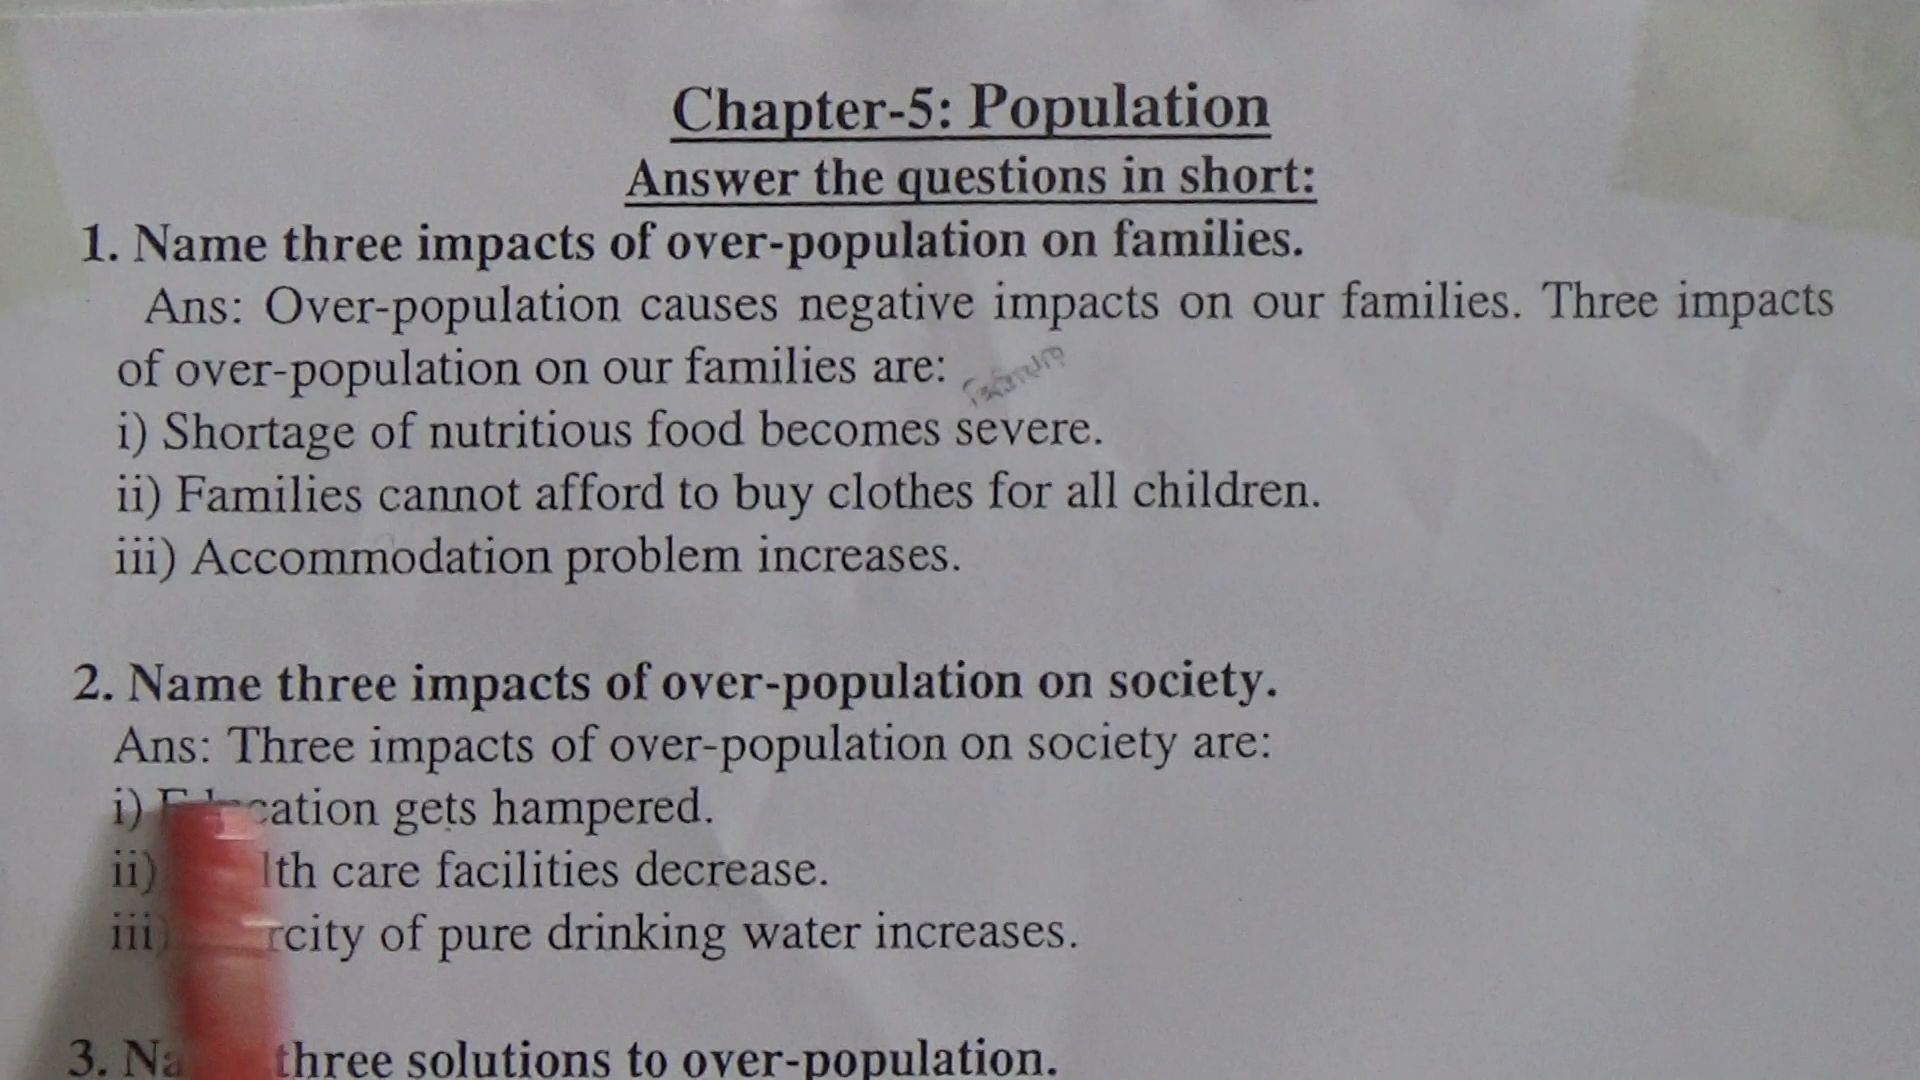 Chapter-5: Population
Answer the questions in short:
1. Name three impacts of over-population on families.
Ans: Over-population causes negative impacts on our families. Three impacts
of over-population on our families are:
i) Shortage of nutritious food becomes severe.
ii) Families cannot afford to buy clothes for all children.
iii) Accommodation problem increases.
2. Name three impacts of over-population on society.
Ans: Three impacts of over-population on society are:
i) Education gets hampered.
ii) care facilities decrease.
iii) of pure drinking water increases.
3. three solutions to over-population.